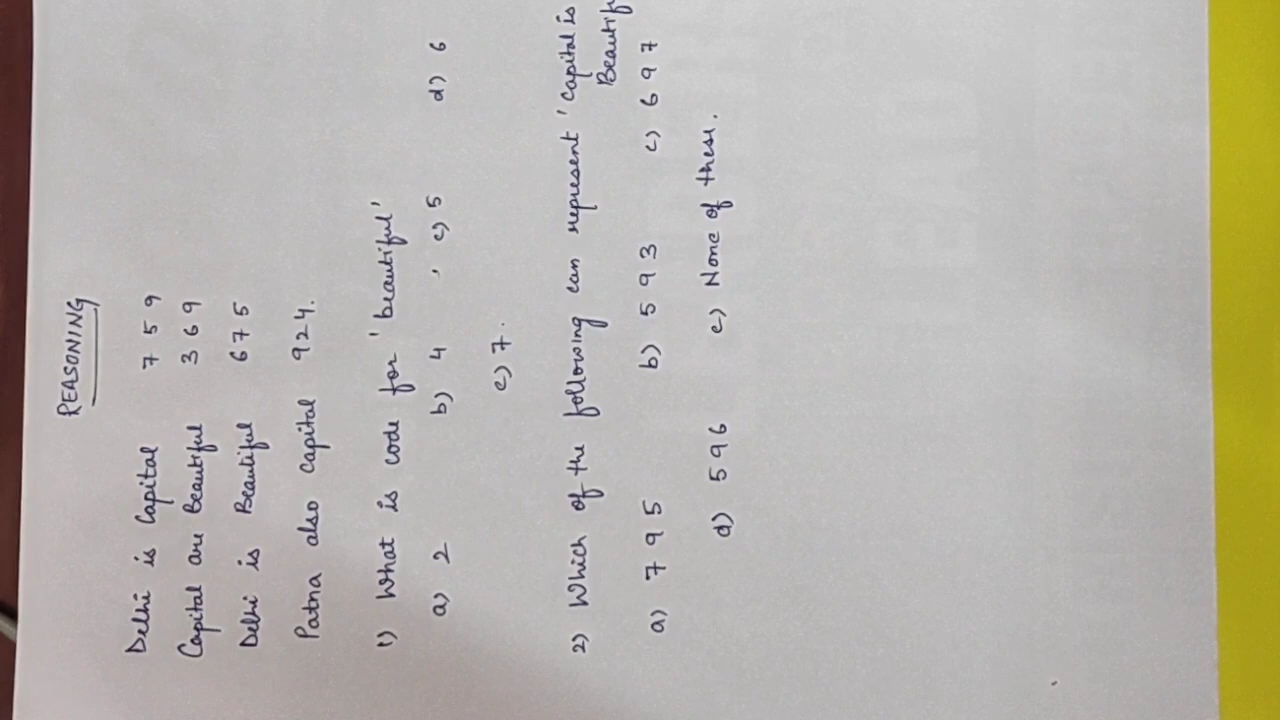 REASONING
Delhi is Capital 7 5 9
Capital are Beautiful 3 6 9
Delhi is Beautiful 6 7 5
Patna also Capital 9 2 4.
1) What is code for 'beautiful'
a) 2 b) 4 c) 5 d) 6
e) 7.
2) Which of the following can represent 'Capital is
a) 7 9 5 b) 5 9 3 c) 6 9 7
d) 5 9 6 e) None of these.